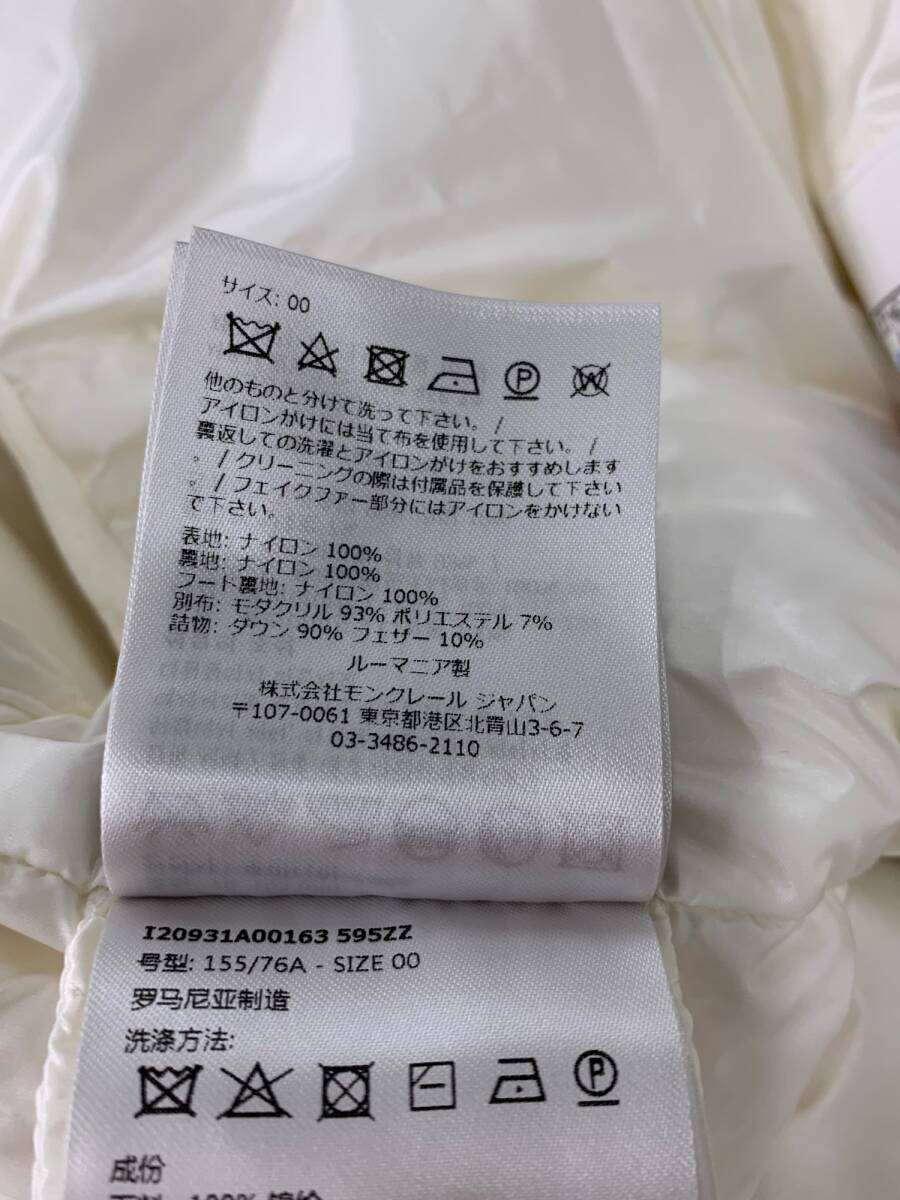 サイズ: 00
P
W
他のものと分けて洗って下さい。/
アイロンがけには当て布を使用して下さい。/
裏返しての洗濯とアイロンがけをおすすめします
。/ クリーニングの際は付属品を保護して下さい
。/ フェイクファー部分にはアイロンをかけない
で下さい。
表地: ナイロン 100%
裏地: ナイロン 100%
フード裏地: ナイロン 100%
別布: モダクリル 93% ポリエステル 7%
詰物: ダウン 90% フェザー 10%
ルーマニア製
株式会社モンクレール ジャパン
〒107-0061 東京都港区北青山3-6-7
03-3486-2110
I20931A00163 595ZZ
号型: 155/76A - SIZE 00
罗马尼亚制造
洗涤方法:
P
成份
面料: 100% 锦纶